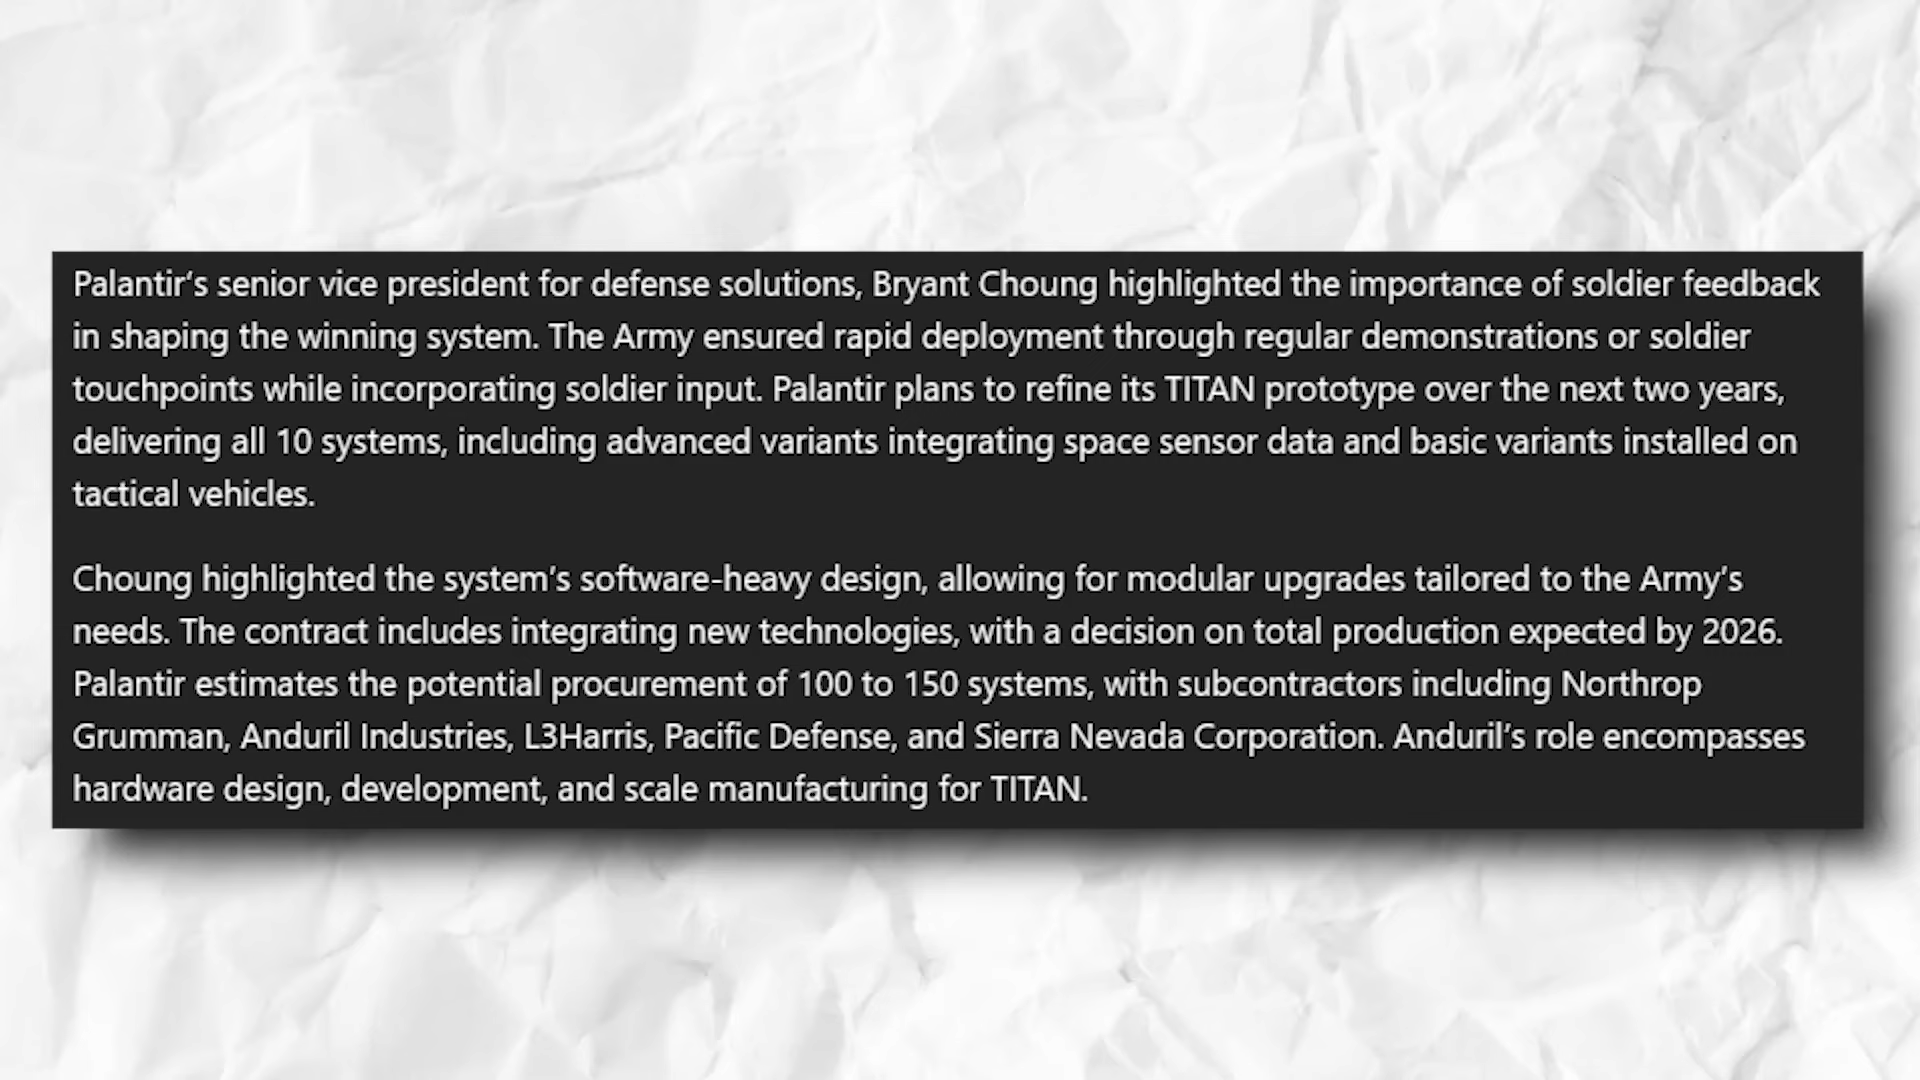 Palantir‘s senior vice president for defense solutions, Bryant Choung highlighted the importance of soldier feedback
in shaping the winning system. The Army ensured rapid deployment through regular demonstrations or soldier
touchpoints while incorporating soldier input. Palantir plans to refine its TITAN prototype over the next two years,
delivering all 10 systems, including advanced variants integrating space sensor data and basic variants installed on
tactical vehicles.
Choung highlighted the system’s software-heavy design, allowing for modular upgrades tailored to the Army’s
needs. The contract includes integrating new technologies, with a decision on total production expected by 2026.
Palantir estimates the potential procurement of 100 to 150 systems, with subcontractors including Northrop
Grumman, Anduril Industries, L3Harris, Pacific Defense, and Sierra Nevada Corporation. Anduril’s role encompasses
hardware design, development, and scale manufacturing for TITAN.